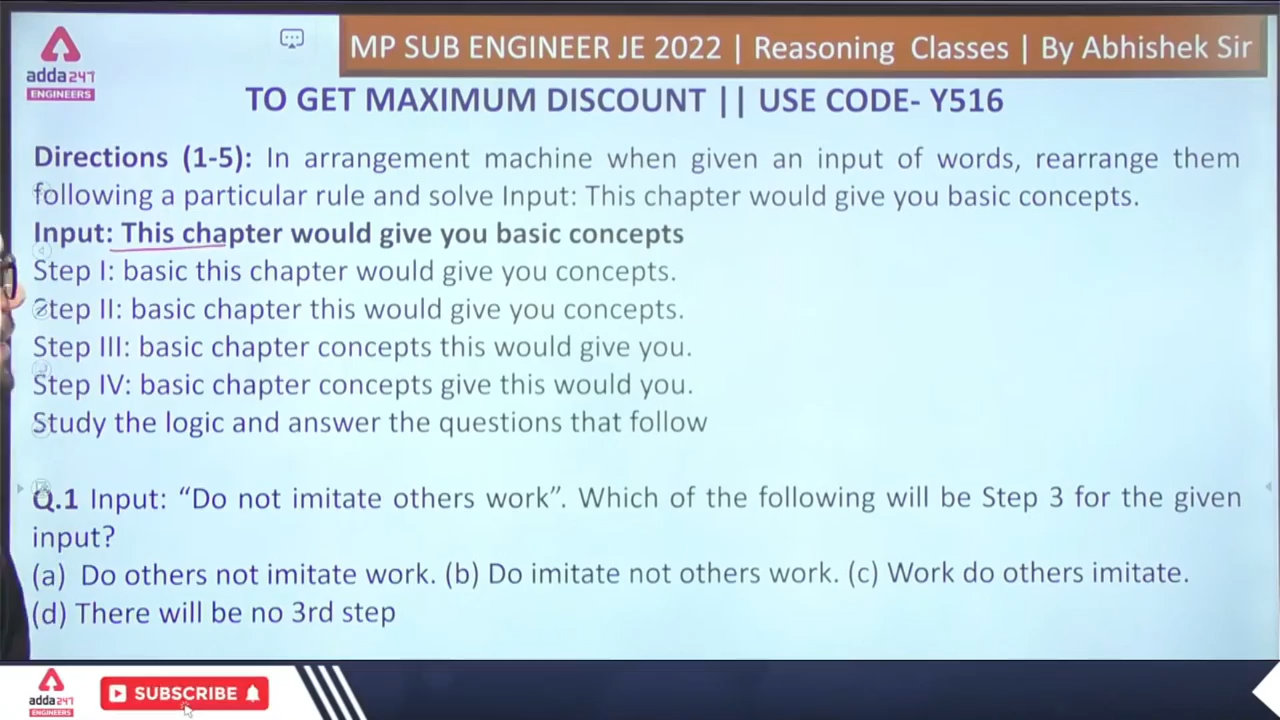 adda247
ENGINEERS
MP SUB ENGINEER JE 2022 | Reasoning Classes | By Abhishek Sir
TO GET MAXIMUM DISCOUNT || USE CODE- Y516
Directions (1-5): In arrangement machine when given an input of words, rearrange them
following a particular rule and solve Input: This chapter would give you basic concepts.
Input: This chapter would give you basic concepts
Step I: basic this chapter would give you concepts.
Step II: basic chapter this would give you concepts.
Step III: basic chapter concepts this would give you.
Step IV: basic chapter concepts give this would you.
Study the logic and answer the questions that follow
Q.1 Input: “Do not imitate others work”. Which of the following will be Step 3 for the given
input?
(a) Do others not imitate work. (b) Do imitate not others work. (c) Work do others imitate.
(d) There will be no 3rd step
adda247
ENGINEERS
SUBSCRIBE